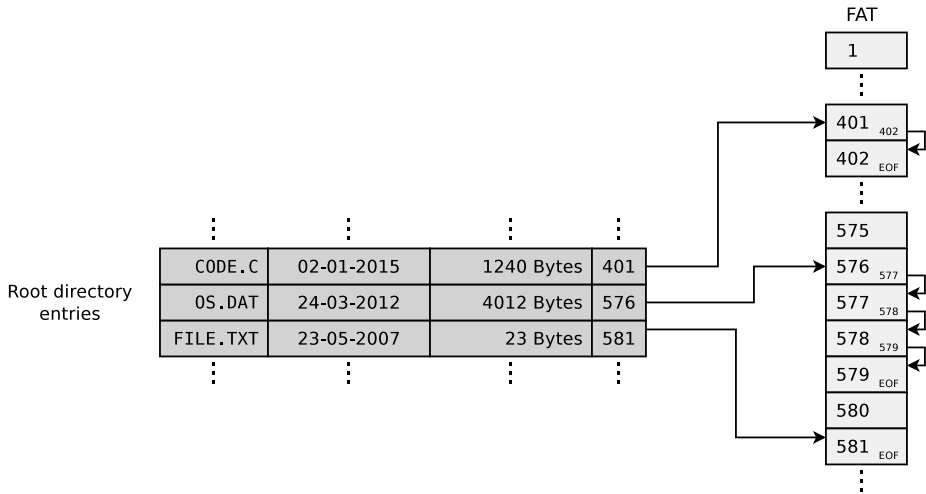 FAT
1
401 402
402 EOF
575
CODE.C 02-01-2015 1240 Bytes 401
576 577
Root directory
entries
OS.DAT 24-03-2012 4012 Bytes 576
577 578
FILE.TXT 23-05-2007 23 Bytes 581
578 579
579 EOF
580
581 EOF